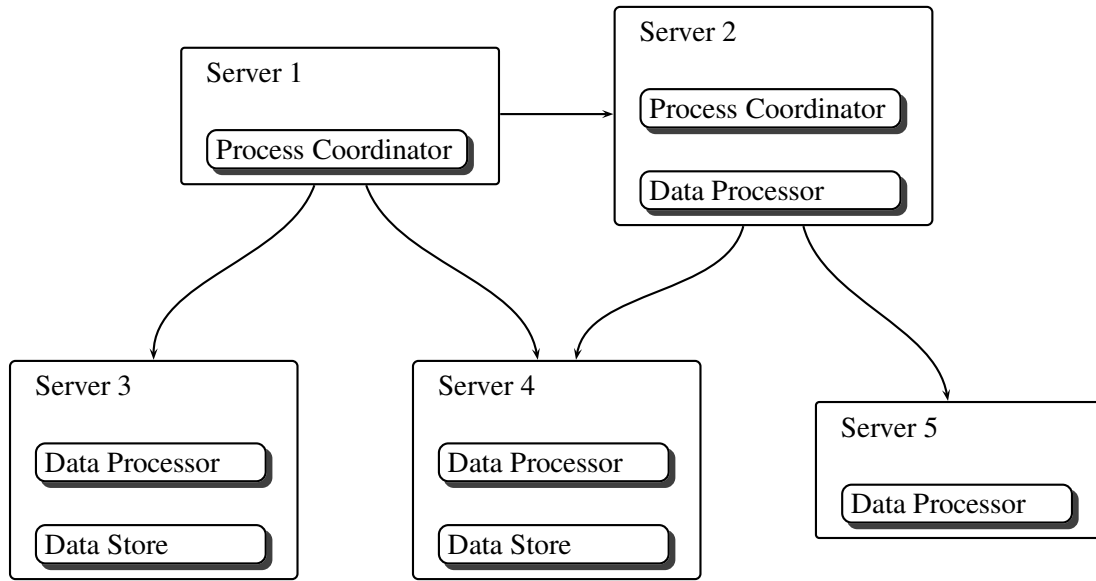 Server 1
Process Coordinator
Server 2
Process Coordinator
Data Processor
Server 3
Data Processor
Data Store
Server 4
Data Processor
Data Store
Server 5
Data Processor